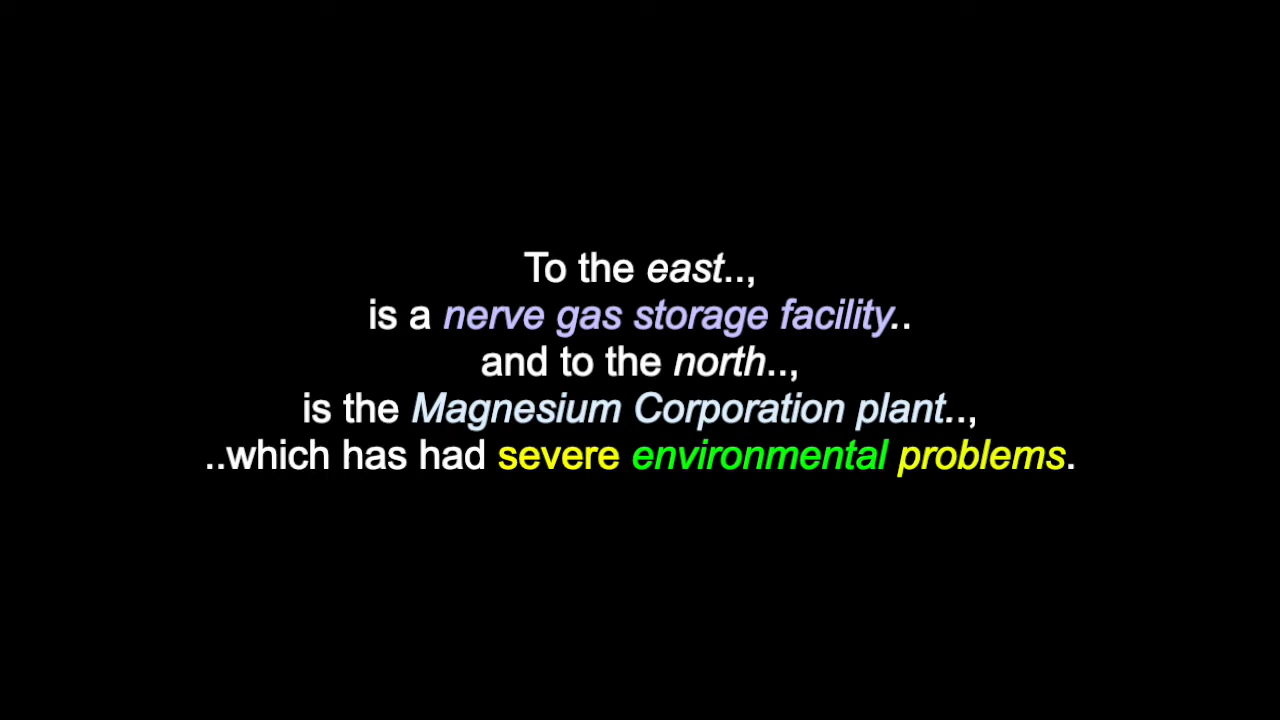 To the east..,
is a nerve gas storage facility..
and to the north..,
is the Magnesium Corporation plant..,
..which has had severe environmental problems.